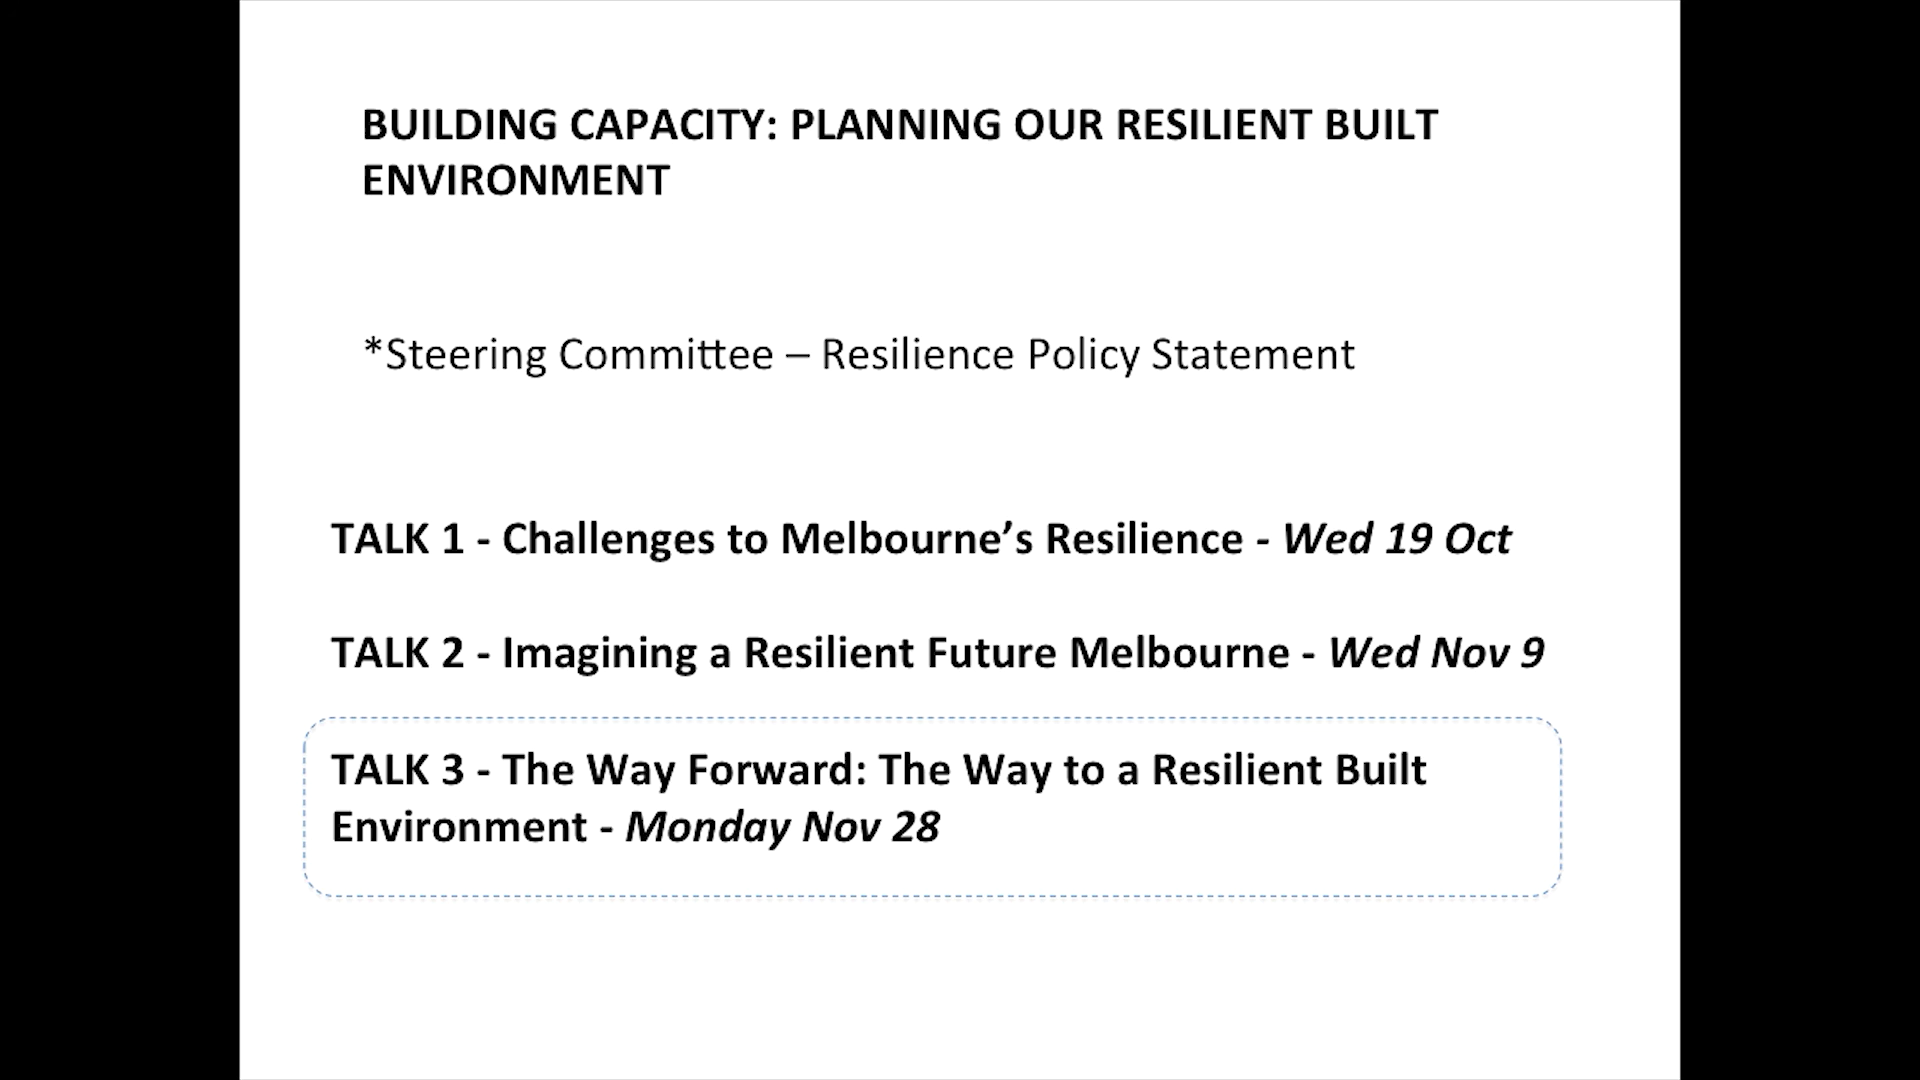 BUILDING CAPACITY: PLANNING OUR RESILIENT BUILT
ENVIRONMENT
*Steering Committee – Resilience Policy Statement
TALK 1 - Challenges to Melbourne’s Resilience - Wed 19 Oct
TALK 2 - Imagining a Resilient Future Melbourne - Wed Nov 9
TALK 3 - The Way Forward: The Way to a Resilient Built
Environment - Monday Nov 28